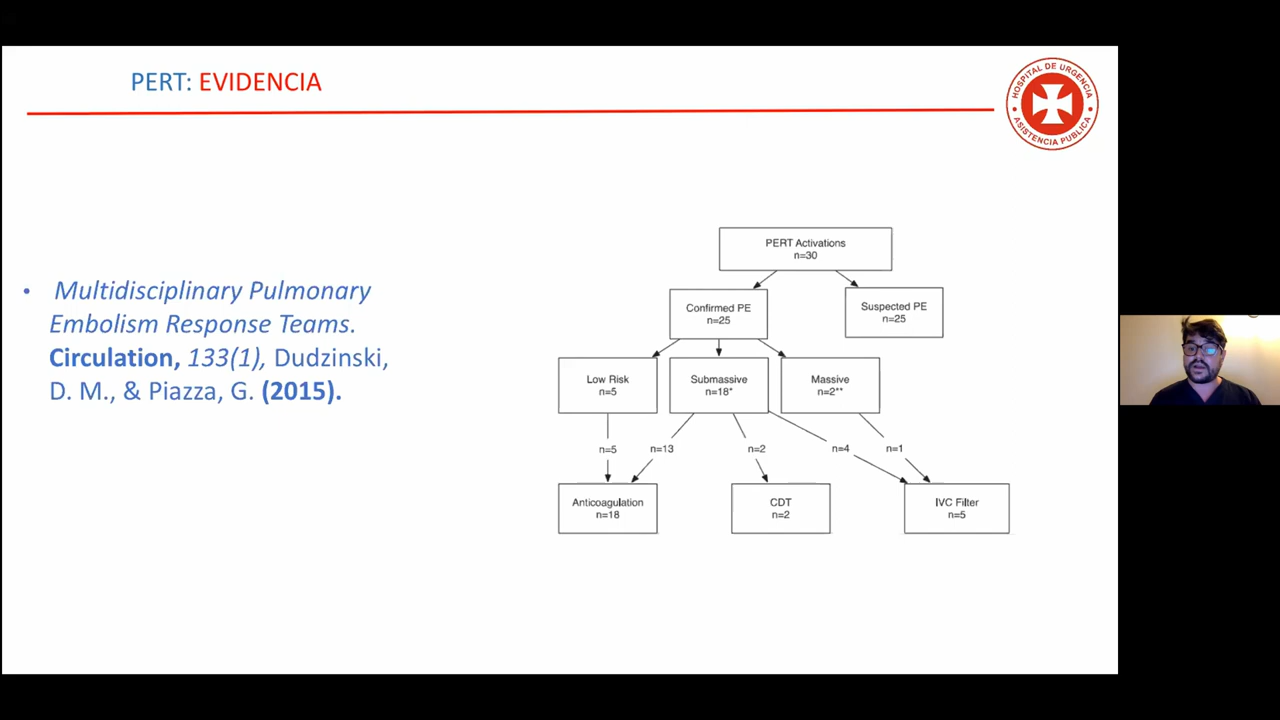 PERT: EVIDENCIA
HOSPITAL DE URGENCIA
ASISTENCIA PUBLICA
• Multidisciplinary Pulmonary
Embolism Response Teams.
Circulation, 133(1), Dudzinski,
D. M., & Piazza, G. (2015).
PERT Activations
n=30
Confirmed PE
n=25
Suspected PE
n=25
Low Risk
n=5
Submassive
n=18*
Massive
n=2**
n=5
n=13
n=2
n=4
n=1
Anticoagulation
n=18
CDT
n=2
IVC Filter
n=5